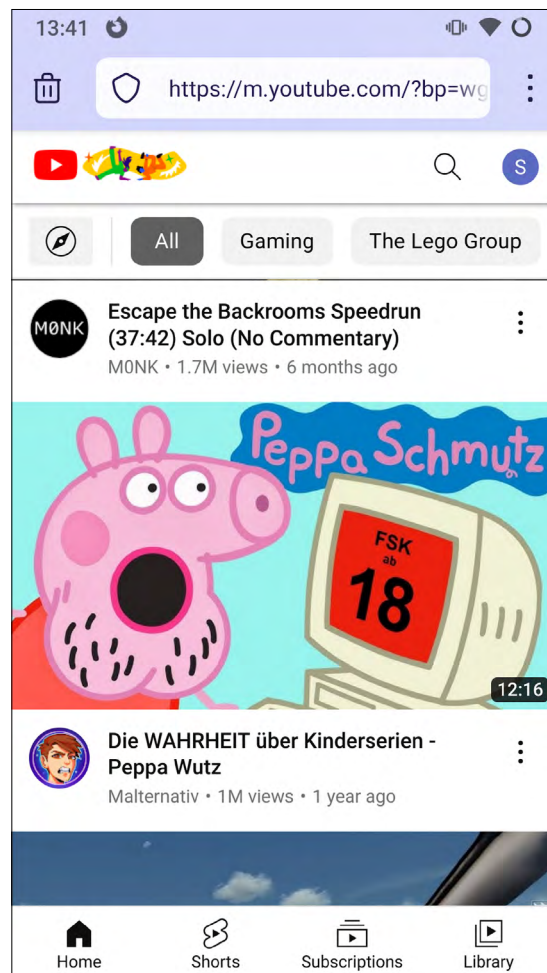 13:41
https://m.youtube.com/?bp=wg
S
All
Gaming
The Lego Group
M0NK
Escape the Backrooms Speedrun
(37:42) Solo (No Commentary)
M0NK • 1.7M views • 6 months ago
Peppa Schmutz
FSK
ab
18
12:16
Die WAHRHEIT über Kinderserien -
Peppa Wutz
Malternativ • 1M views • 1 year ago
Home
Shorts
Subscriptions
Library